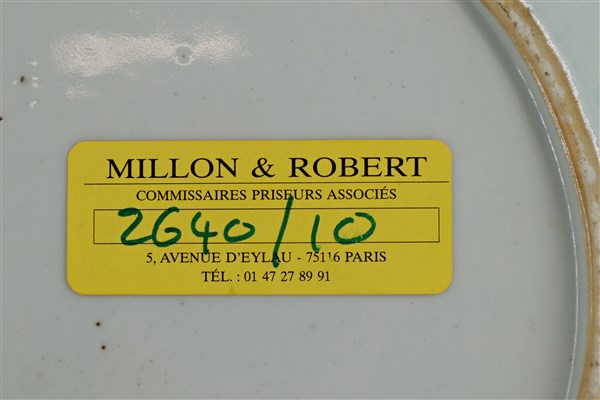 MILLON & ROBERT
COMMISSAIRES PRISEURS ASSOCIÉS
2640/10
5, AVENUE D'EYLAU - 75116 PARIS
TÉL. : 01 47 27 89 91